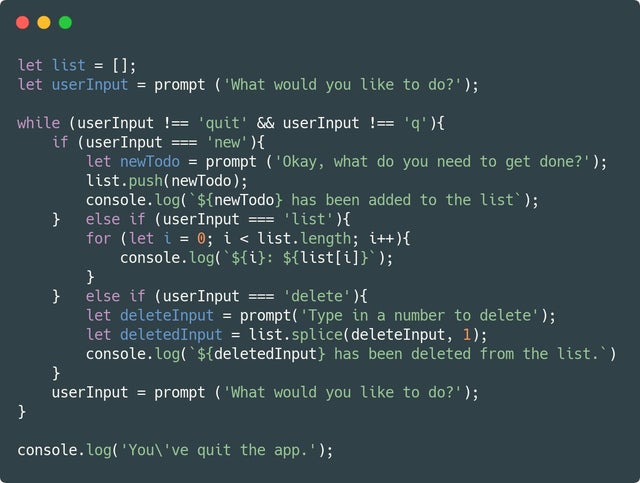 let list = [];
let userInput = prompt ('What would you like to do?');

while (userInput !== 'quit' && userInput !== 'q'){
    if (userInput === 'new'){
        let newTodo = prompt ('Okay, what do you need to get done?');
        list.push(newTodo);
        console.log(`${newTodo} has been added to the list`);
    }   else if (userInput === 'list'){
        for (let i = 0; i < list.length; i++){
            console.log(`${i}: ${list[i]}`);
        }
    }   else if (userInput === 'delete'){
        let deleteInput = prompt('Type in a number to delete');
        let deletedInput = list.splice(deleteInput, 1);
        console.log(`${deletedInput} has been deleted from the list.`)
    }
    userInput = prompt ('What would you like to do?');
}

console.log('You\'ve quit the app.');